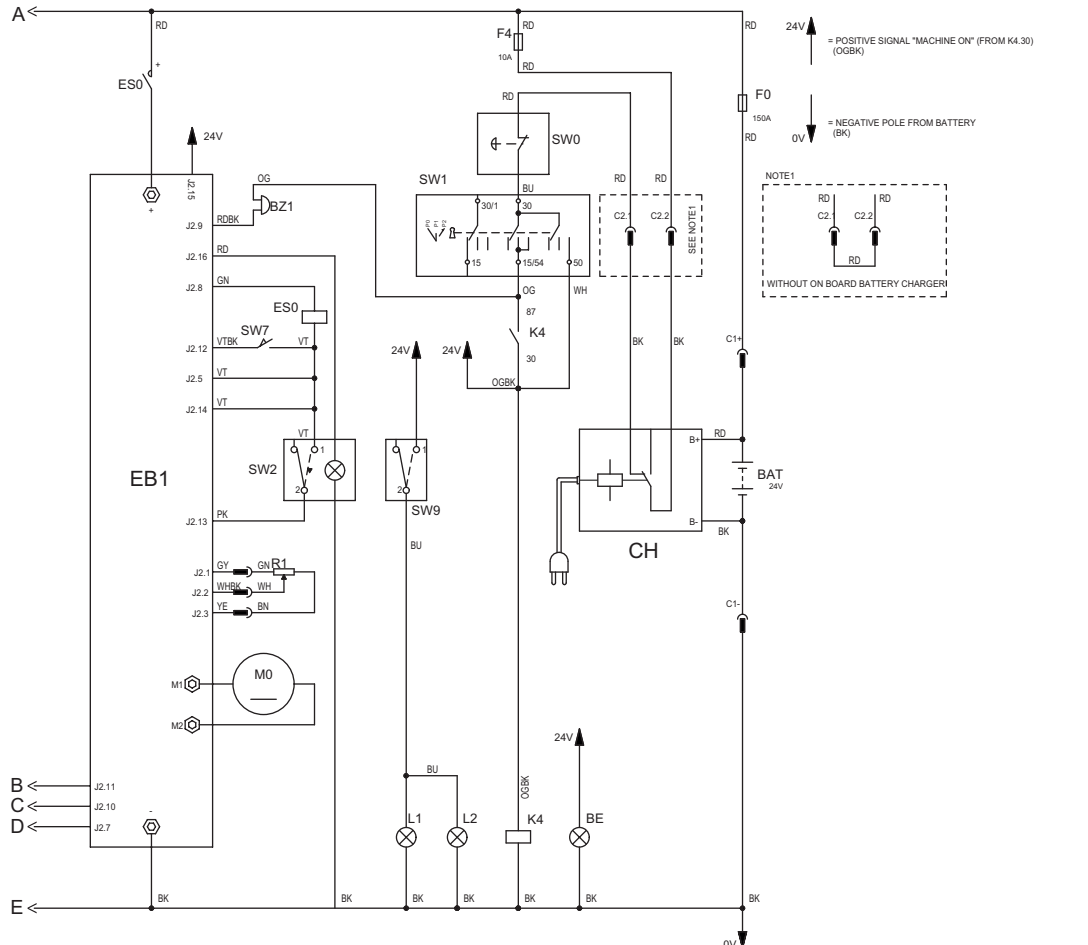 A
RD
RD
RD
24V
= POSITIVE SIGNAL "MACHINE ON" (FROM K4.30)
(OGBK)
F4
10A
RD
+
ES0
RD
F0
150A
= NEGATIVE POLE FROM BATTERY
(BK)
0V
RD
24V
SW0
NOTE1
RD
RD
C2.1
C2.2
RD
WITHOUT ON BOARD BATTERY CHARGER
J2.15
OG
SW1
BU
RD
RD
+
BZ1
30/1
30
C2.1
C2.2
SEE NOTE1
P0
P1
P2
J2.9
RDBK
J2.16
RD
15
15/54
50
J2.8
GN
OG
WH
ES0
87
K4
30
SW7
J2.12
VTBK
VT
24V
24V
BK
BK
C1+
J2.5
VT
OGBK
J2.14
VT
VT
1
1
B+
RD
SW2
EB1
2
2
SW9
BAT
24V
J2.13
PK
B-
BK
BU
CH
J2.1
GY
GN
R1
J2.2
WHBK
WH
J2.3
YE
BN
C1-
M1
M0
M2
24V
BU
OGBK
B
J2.11
C
J2.10
D
J2.7
-
L1
L2
K4
BE
E
BK
BK
BK
BK
BK
BK
BK
0V